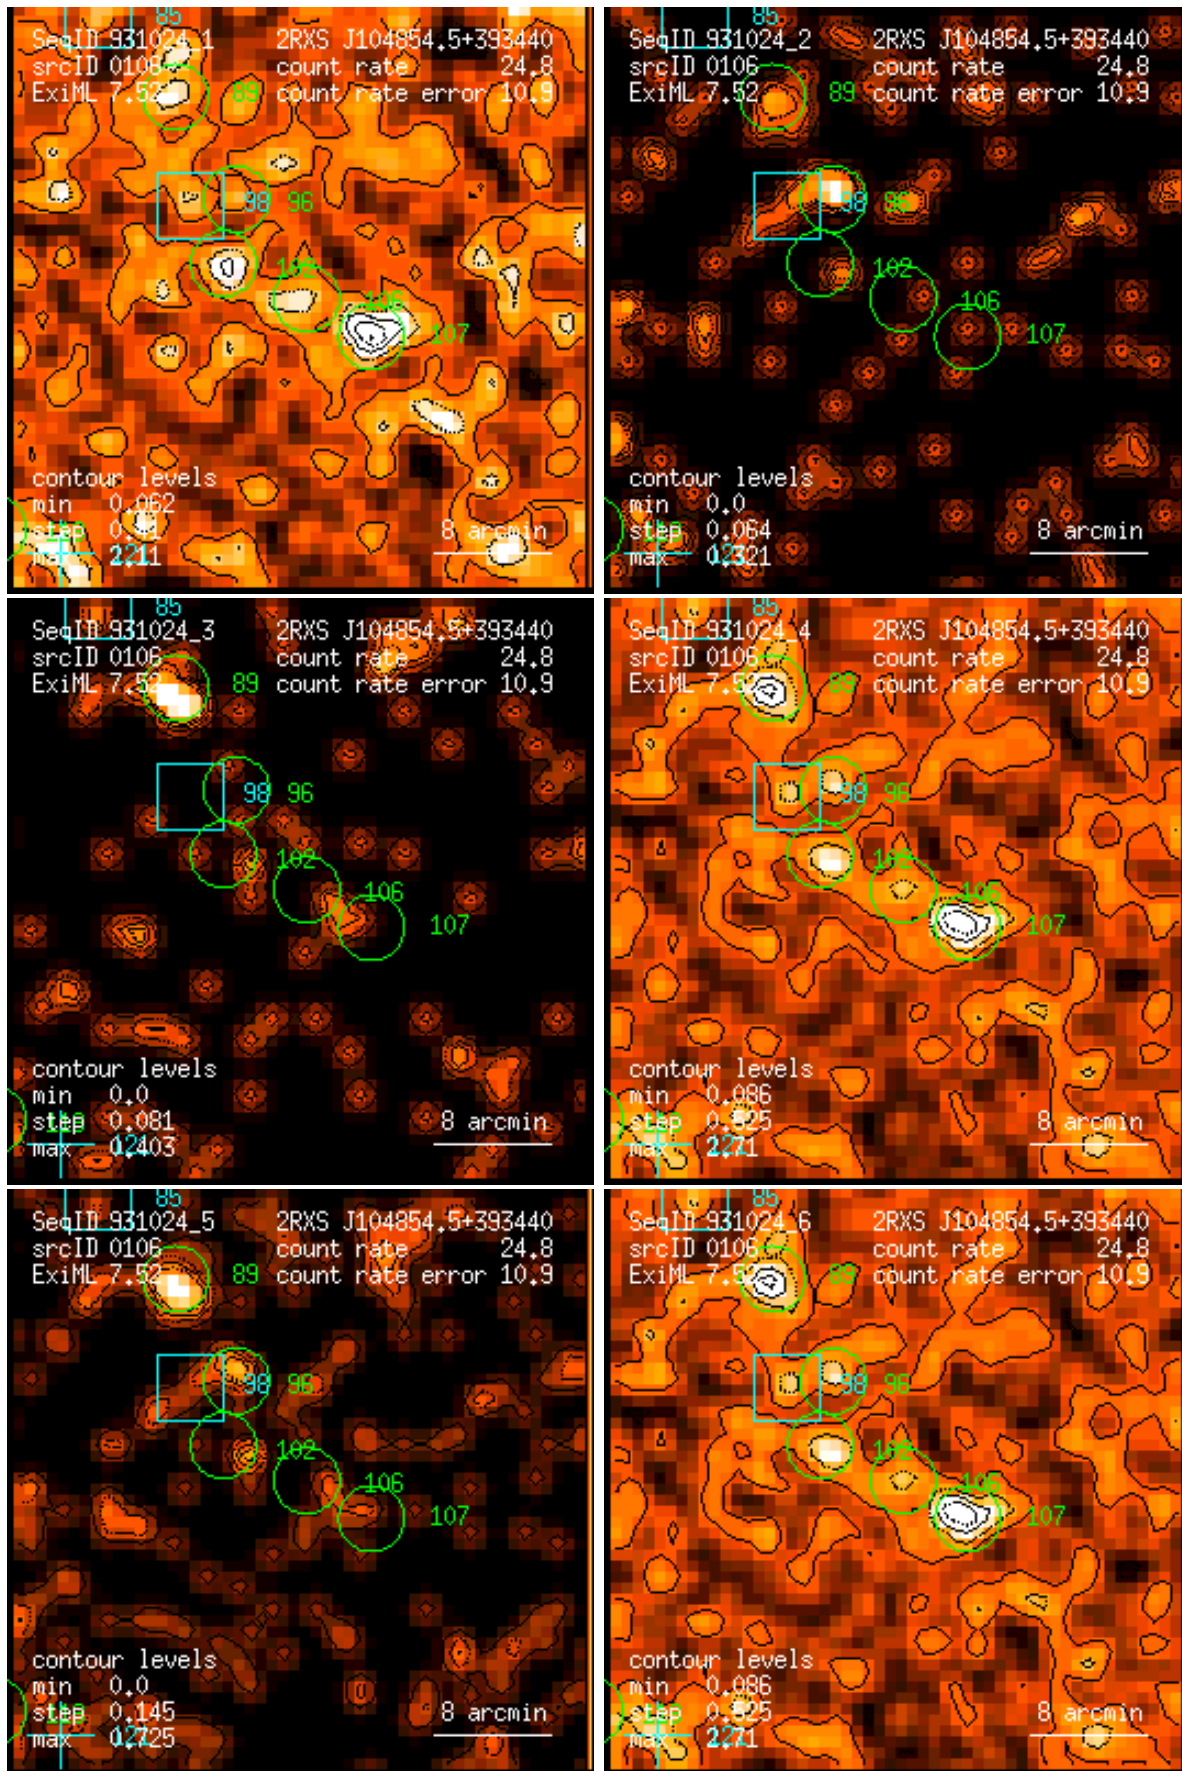 85
SeqID 931024_1 2RXS J104854.5+393440
srcID 0106 count rate 24.8
ExiML 7.52 89 count rate error 10.9
98 96
102
106
107
contour levels
min 0.062
step 0.41
max 2.11 121
8 arcmin
85
SeqID 931024_2 2RXS J104854.5+393440
srcID 0106 count rate 24.8
ExiML 7.52 89 count rate error 10.9
98 96
102
106
107
contour levels
min 0.0
step 0.064
max 0.321
8 arcmin
85
SeqID 931024_3 2RXS J104854.5+393440
srcID 0106 count rate 24.8
ExiML 7.52 89 count rate error 10.9
98 96
102
106
107
contour levels
min 0.0
step 0.081
max 0.403
8 arcmin
85
SeqID 931024_4 2RXS J104854.5+393440
srcID 0106 count rate 24.8
ExiML 7.52 89 count rate error 10.9
98 96
102
106
107
contour levels
min 0.086
step 0.525
max 2.71
8 arcmin
85
SeqID 931024_5 2RXS J104854.5+393440
srcID 0106 count rate 24.8
ExiML 7.52 89 count rate error 10.9
98 96
102
106
107
contour levels
min 0.0
step 0.145
max 0.725
8 arcmin
85
SeqID 931024_6 2RXS J104854.5+393440
srcID 0106 count rate 24.8
ExiML 7.52 89 count rate error 10.9
98 96
102
106
107
contour levels
min 0.086
step 0.525
max 2.71
8 arcmin